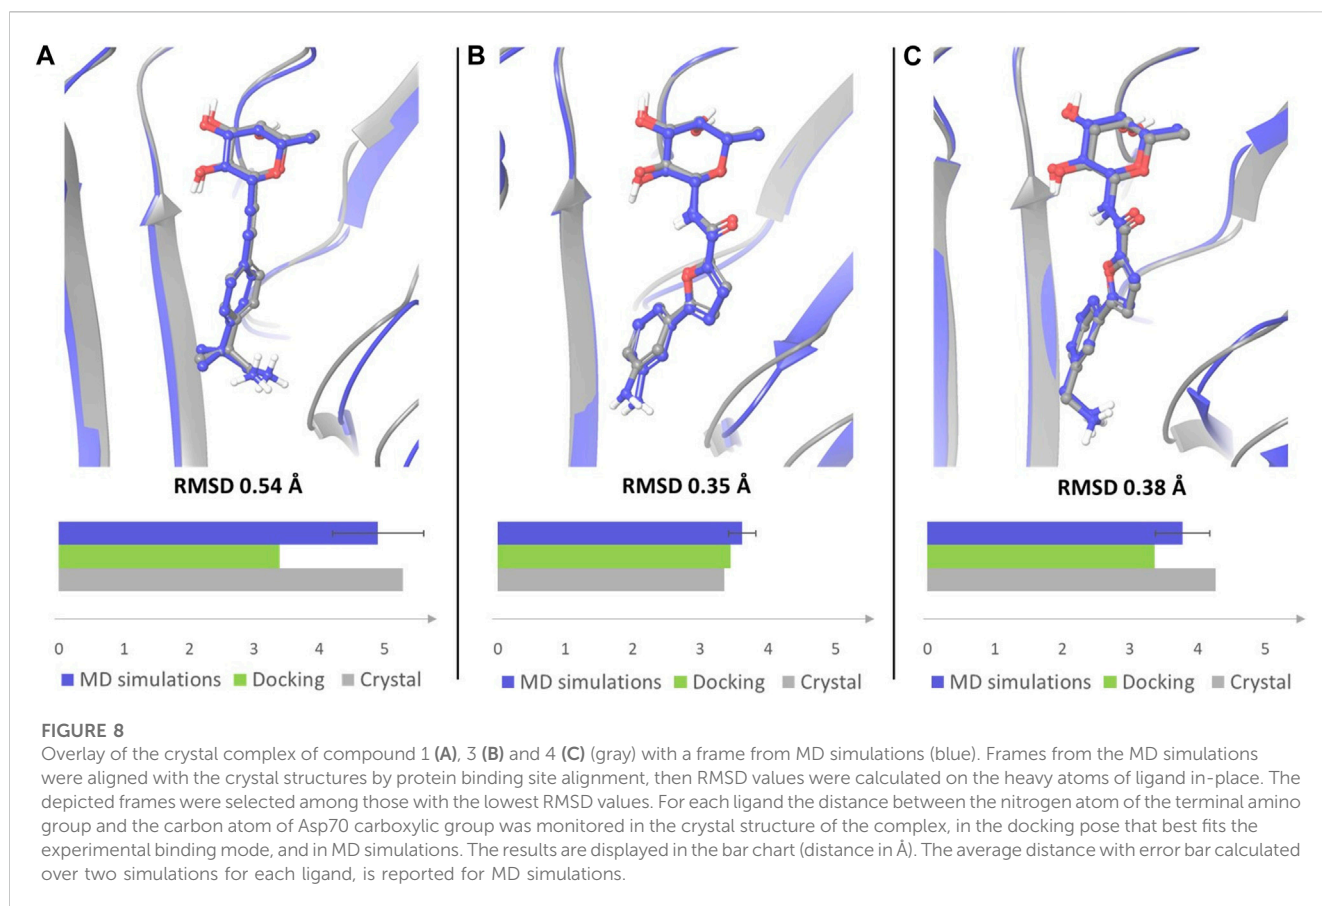 A
B
C
RMSD 0.54 Å
RMSD 0.35 Å
RMSD 0.38 Å
0 1 2 3 4 5
0 1 2 3 4 5
0 1 2 3 4 5
MD simulations Docking Crystal
MD simulations Docking Crystal
MD simulations Docking Crystal
FIGURE 8
Overlay of the crystal complex of compound 1 (A), 3 (B) and 4 (C) (gray) with a frame from MD simulations (blue). Frames from the MD simulations
were aligned with the crystal structures by protein binding site alignment, then RMSD values were calculated on the heavy atoms of ligand in-place. The
depicted frames were selected among those with the lowest RMSD values. For each ligand the distance between the nitrogen atom of the terminal amino
group and the carbon atom of Asp70 carboxylic group was monitored in the crystal structure of the complex, in the docking pose that best fits the
experimental binding mode, and in MD simulations. The results are displayed in the bar chart (distance in Å). The average distance with error bar calculated
over two simulations for each ligand, is reported for MD simulations.